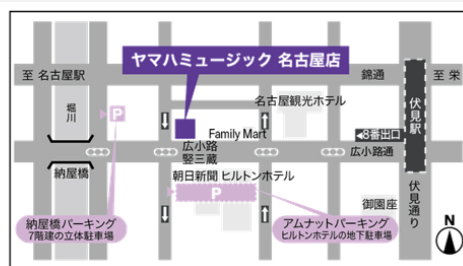 ヤマハミュージック 名古屋店
至 名古屋駅
錦通
至 栄
堀川
P
名古屋観光ホテル
伏見駅
Family Mart
◀8番出口
広小路
竪三蔵
広小路通
納屋橋
朝日新聞 ヒルトンホテル
P
伏見通り
御園座
納屋橋パーキング
7階建の立体駐車場
アムナットパーキング
ヒルトンホテルの地下駐車場
N